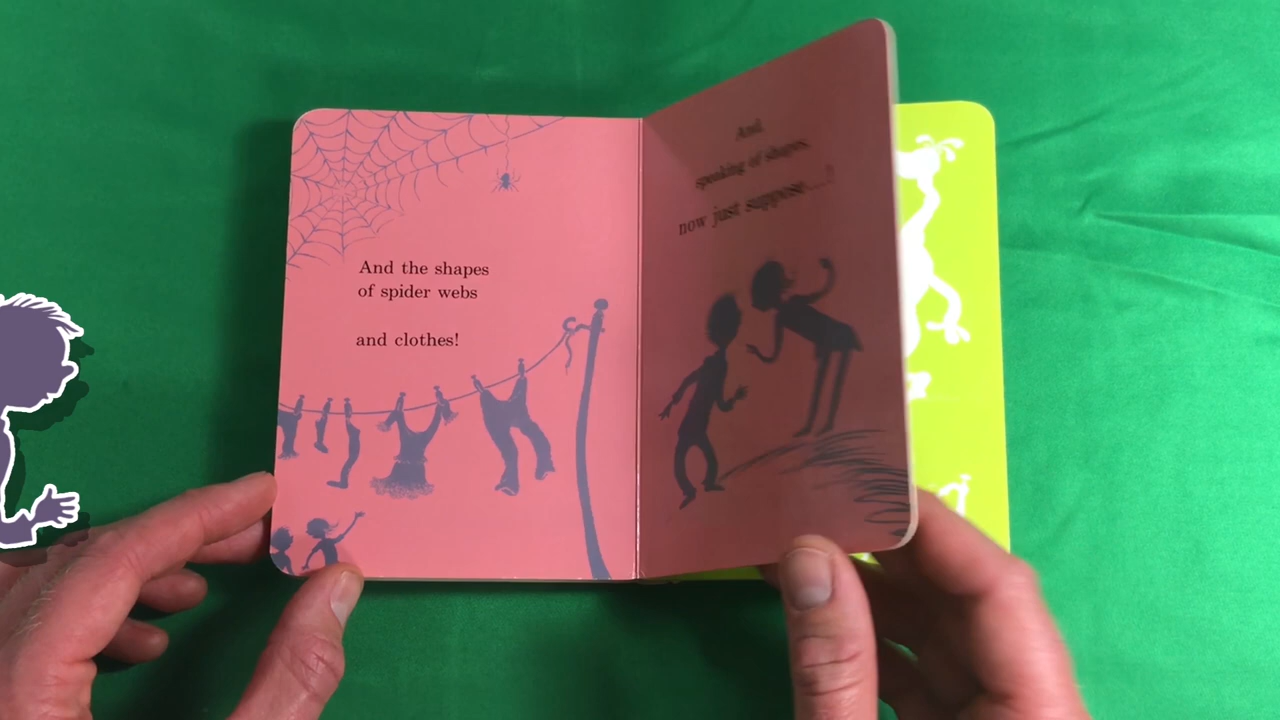 And the shapes
of spider webs
and clothes!
And,
speaking of shapes,
now just suppose...!